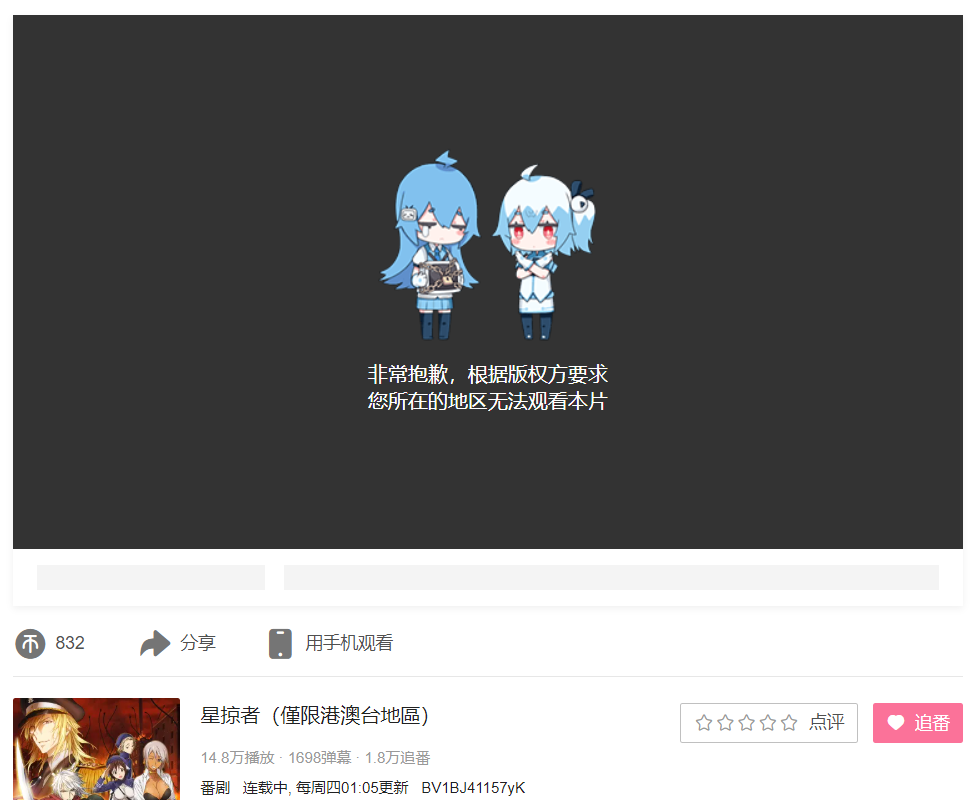 非常抱歉，根据版权方要求
您所在的地区无法观看本片
832 分享 用手机观看
星掠者（僅限港澳台地區） 点评 追番
14.8万播放 · 1698弹幕 · 1.8万追番
番剧 连载中, 每周四01:05更新 BV1BJ41157yK